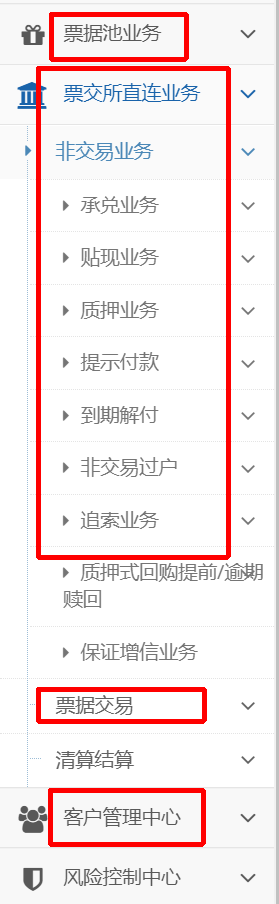 票据池业务
票交所直连业务
非交易业务
承兑业务
贴现业务
质押业务
提示付款
到期解付
非交易过户
追索业务
质押式回购提前/逾期
赎回
保证增信业务
票据交易
清算结算
客户管理中心
风险控制中心